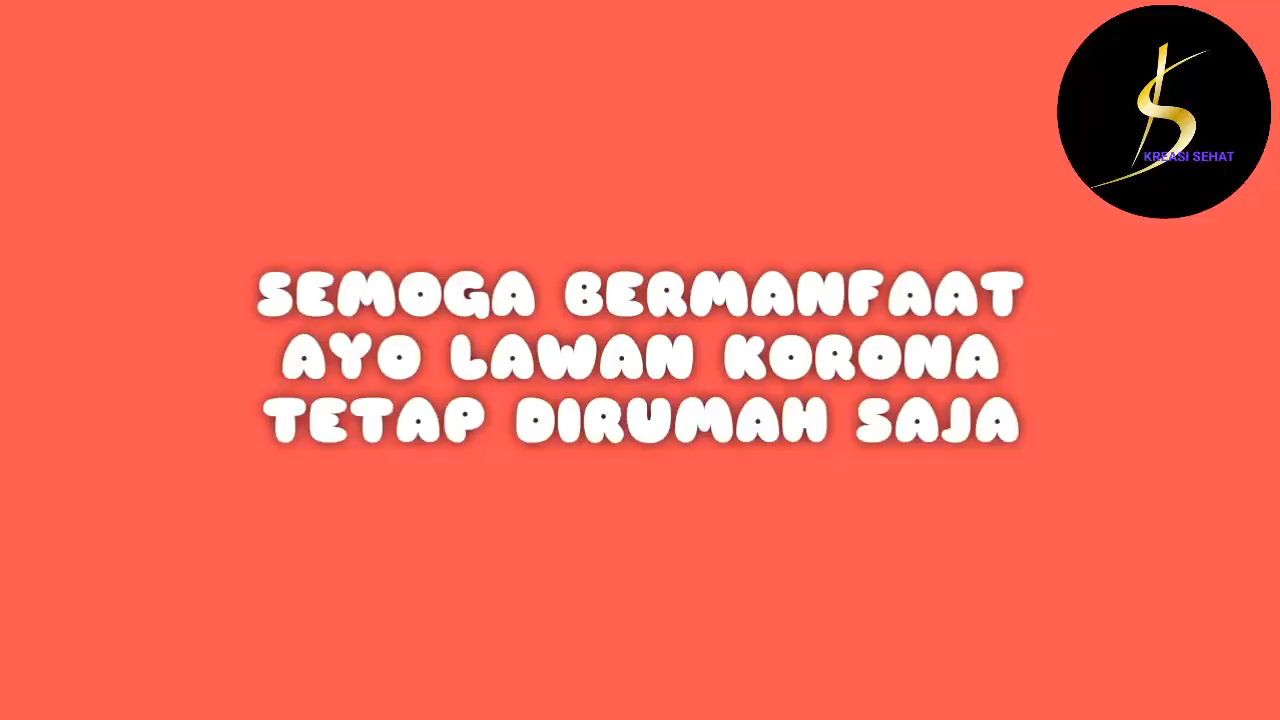 KREASI SEHAT
SEMOGA BERMANFAAT
AYO LAWAN KORONA
TETAP DIRUMAH SAJA